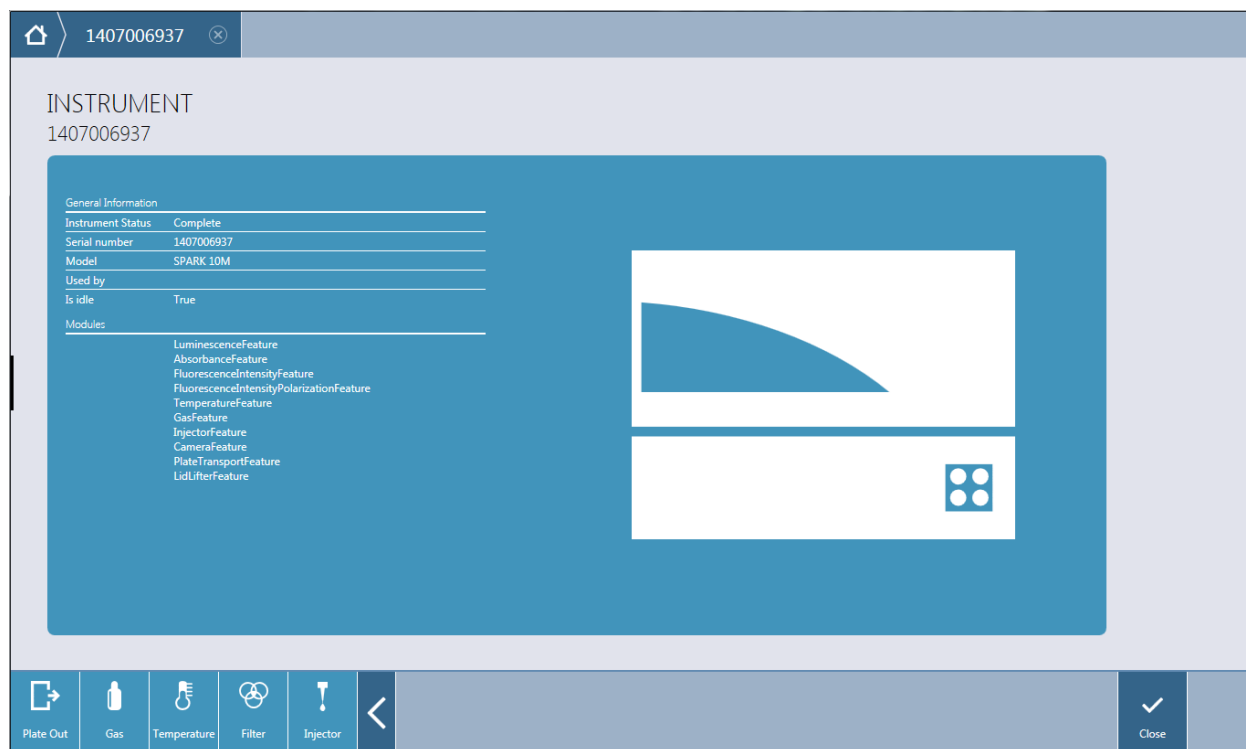 1407006937
INSTRUMENT
1407006937
General Information
Instrument Status Complete
Serial number 1407006937
Model SPARK 10M
Used by
Is idle True
Modules
LuminescenceFeature
AbsorbanceFeature
FluorescenceIntensityFeature
FluorescenceIntensityPolarizationFeature
TemperatureFeature
GasFeature
InjectorFeature
CameraFeature
PlateTransportFeature
LidLifterFeature
Plate Out Gas Temperature Filter Injector Close